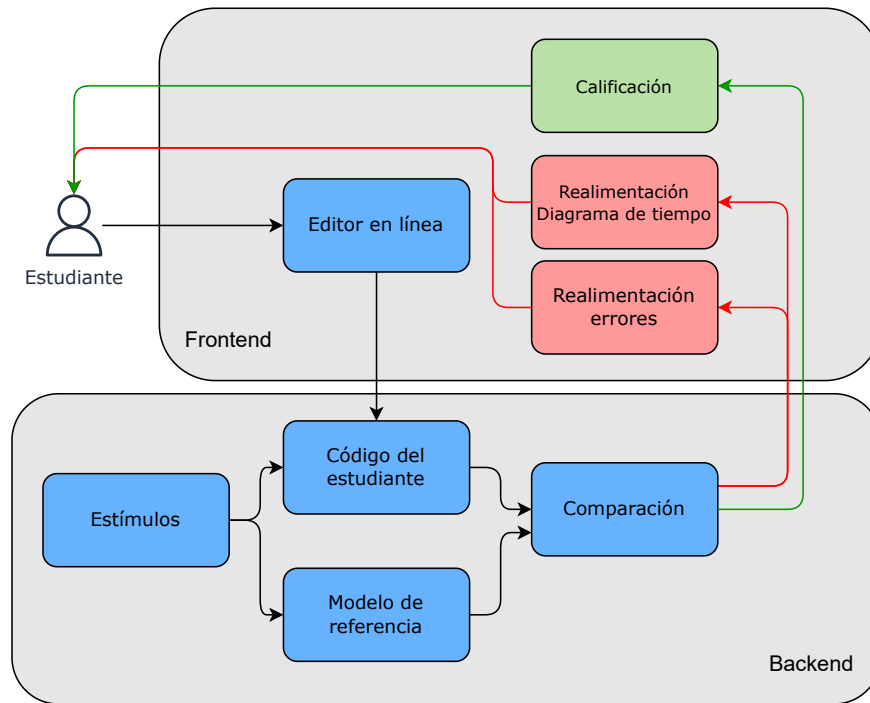 Calificación
Realimentación
Diagrama de tiempo
Editor en línea
Estudiante
Realimentación
errores
Frontend
Código del
estudiante
Estímulos
Comparación
Modelo de
referencia
Backend